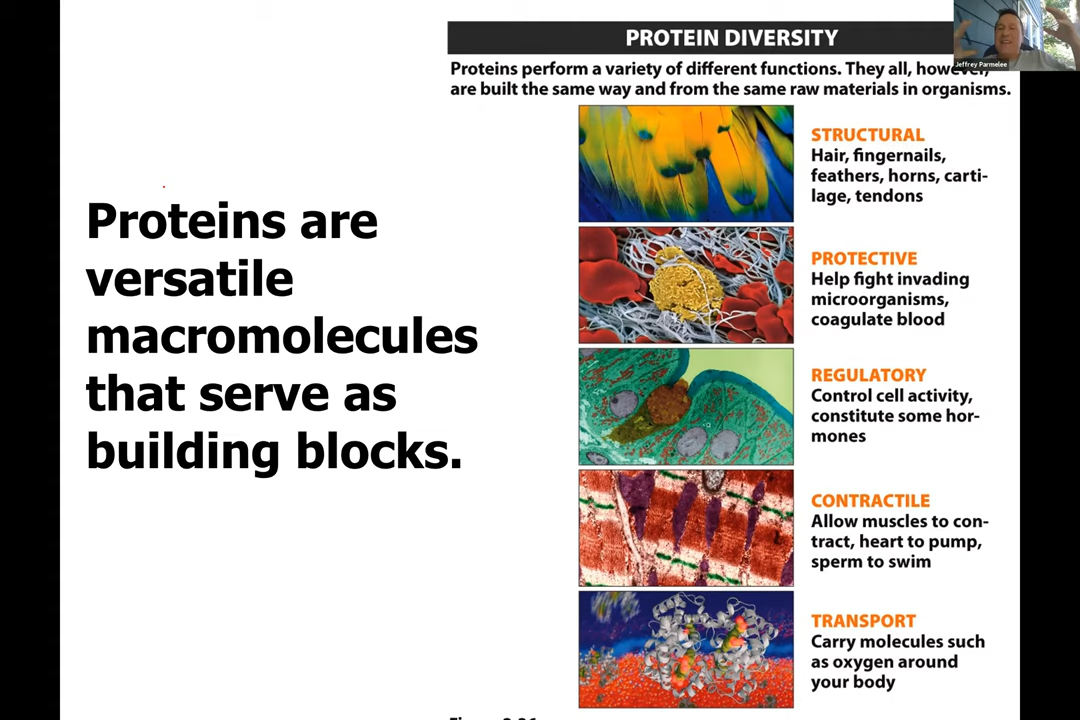 PROTEIN DIVERSITY
Jeffrey Parmelee
Proteins perform a variety of different functions. They all, however,
are built the same way and from the same raw materials in organisms.
Proteins are
versatile
macromolecules
that serve as
building blocks.
STRUCTURAL
Hair, fingernails,
feathers, horns, carti-
lage, tendons
PROTECTIVE
Help fight invading
microorganisms,
coagulate blood
REGULATORY
Control cell activity,
constitute some hor-
mones
CONTRACTILE
Allow muscles to con-
tract, heart to pump,
sperm to swim
TRANSPORT
Carry molecules such
as oxygen around
your body